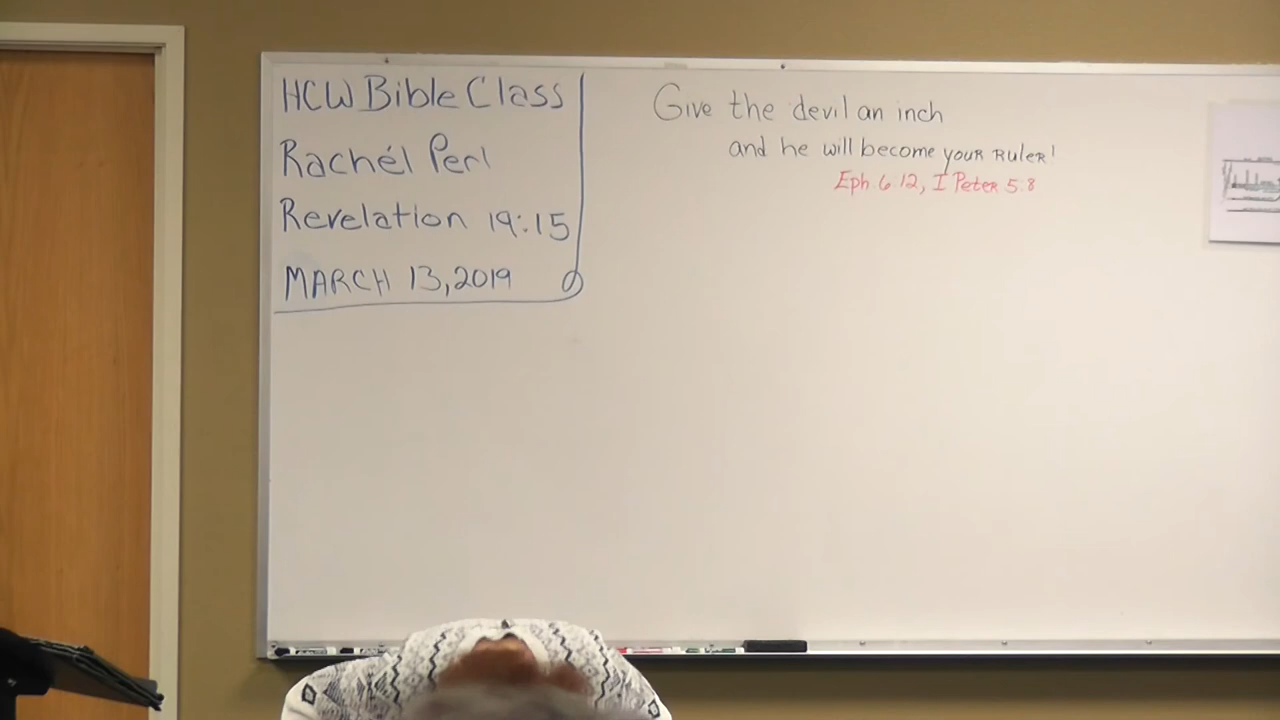 HCW Bible Class
Rachél Perl
Revelation 19:15
MARCH 13, 2019
Give the devil an inch
and he will become your RULER!
Eph. 6:12, I Peter 5:8